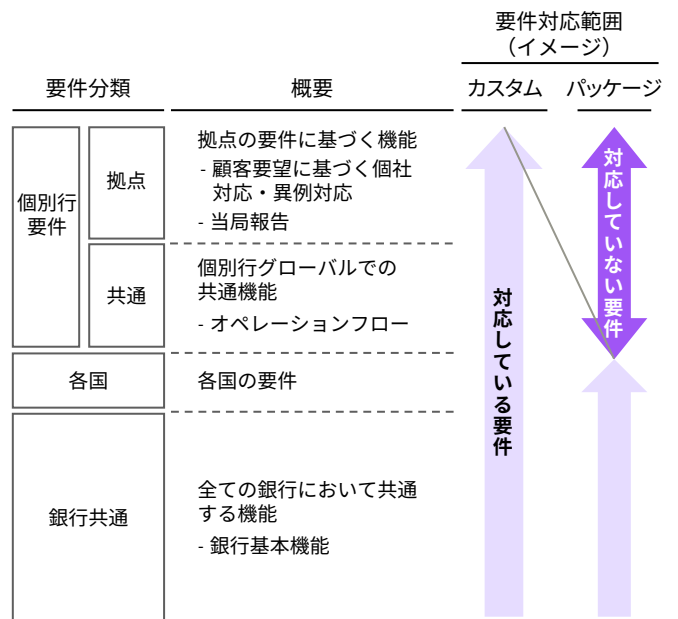 要件対応範囲
（イメージ）
要件分類
概要
カスタム
パッケージ
個別行
要件
拠点
拠点の要件に基づく機能
- 顧客要望に基づく個社
対応・異例対応
- 当局報告
共通
個別行グローバルでの
共通機能
- オペレーションフロー
各国
各国の要件
銀行共通
全ての銀行において共通
する機能
- 銀行基本機能
対応している要件
対応していない要件